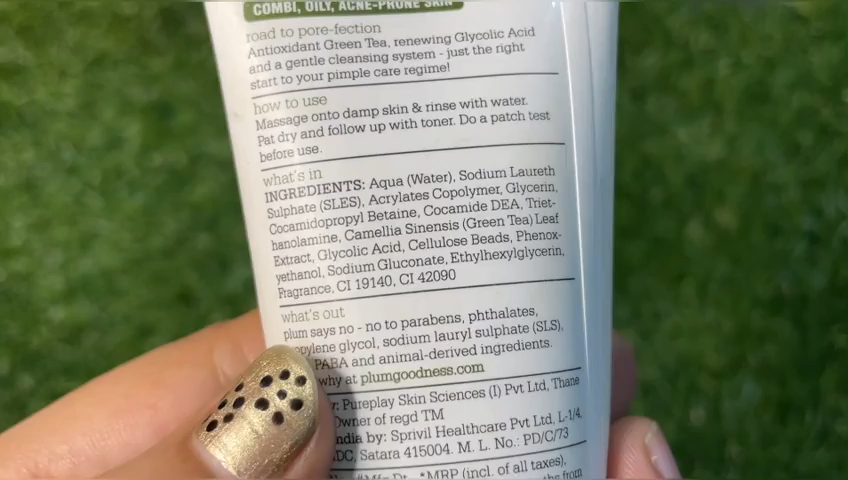 COMBI, OILY, ACNE-PRONE SKIN
road to pore-fection
Antioxidant Green Tea, renewing Glycolic Acid
and a gentle cleansing system - just the right
start to your pimple care regime!
how to use
Massage onto damp skin & rinse with water.
Pat dry and follow up with toner. Do a patch test
before use.
what's in
INGREDIENTS: Aqua (Water), Sodium Laureth
Sulphate (SLES), Acrylates Copolymer, Glycerin,
Cocamidopropyl Betaine, Cocamide DEA, Triet-
hanolamine, Camellia Sinensis (Green Tea) Leaf
Extract, Glycolic Acid, Cellulose Beads, Phenox-
yethanol, Sodium Gluconate, Ethylhexylglycerin,
Fragrance, CI 19140, CI 42090
what's out
plum says no - no to parabens, phthalates,
opylene glycol, sodium lauryl sulphate (SLS),
PABA and animal-derived ingredients.
why at plumgoodness.com
: Pureplay Skin Sciences (I) Pvt Ltd, Thane
Owner of regd TM
ndia by: Sprivil Healthcare Pvt Ltd, L-1/4,
DC, Satara 415004. M. L. No.: PD/C/73
*MRP (incl. of all taxes),
from